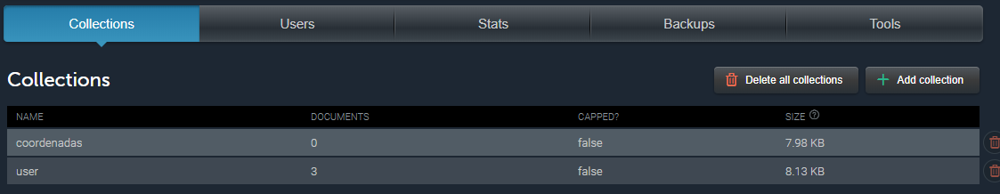 Collections Users Stats Backups Tools
Collections Delete all collections Add collection
NAME DOCUMENTS CAPPED? SIZE ?
coordenadas 0 false 7.98 KB
user 3 false 8.13 KB